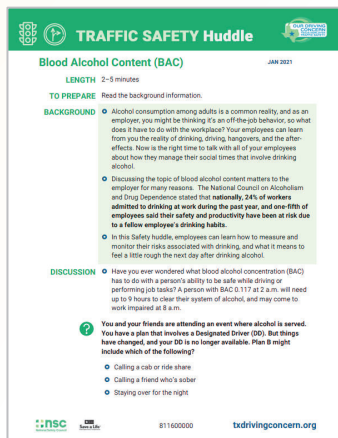 TRAFFIC SAFETY Huddle
OUR DRIVING
CONCERN
Blood Alcohol Content (BAC)
JAN 2021
LENGTH 2–5 minutes
TO PREPARE Read the background information.
BACKGROUND Alcohol consumption among adults is a common reality, and as an
employer, you might be thinking it's an off-the-job behavior, so what
does it have to do with the workplace? Your employees can learn
from you the reality of drinking, driving, hangovers, and the after-
effects. Now is the right time to talk with all of your employees
about how they manage their social times that involve drinking
alcohol.
Discussing the topic of blood alcohol content matters to the
employer for many reasons. The National Council on Alcoholism
and Drug Dependence stated that nationally, 24% of workers
admitted to drinking at work during the past year, and one-fifth of
employees said their safety and productivity have been at risk due
to a fellow employee's drinking habits.
In this Safety huddle, employees can learn how to measure and
monitor their risks associated with drinking, and what it means to
feel a little rough the next day after drinking alcohol.
DISCUSSION Have you ever wondered what blood alcohol concentration (BAC)
has to do with a person's ability to be safe while driving or
performing job tasks? A person with BAC 0.117 at 2 a.m. will need
up to 9 hours to clear their system of alcohol, and may come to
work impaired at 8 a.m.
? You and your friends are attending an event where alcohol is served.
You have a plan that involves a Designated Driver (DD). But things
have changed, and your DD is no longer available. Plan B might
include which of the following?
Calling a cab or ride share
Calling a friend who's sober
Staying over for the night
nsc
Save a Life
811600000
txdrivingconcern.org